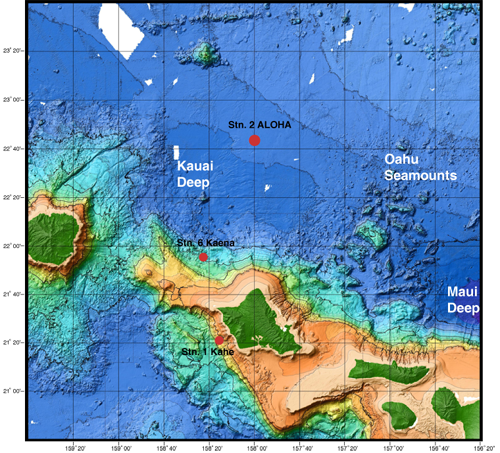 23° 20'
23° 00'
Stn. 2 ALOHA
22° 40'
Kauai
Deep
Oahu
Seamounts
22° 20'
22° 00'
Stn. 6 Kaena
21° 40'
Maui
Deep
21° 20'
Stn. 1 Kahe
21° 00'
159° 20'
159° 00'
158° 40'
158° 20'
158° 00'
157° 40'
157° 20'
157° 00'
156° 40'
156° 20'